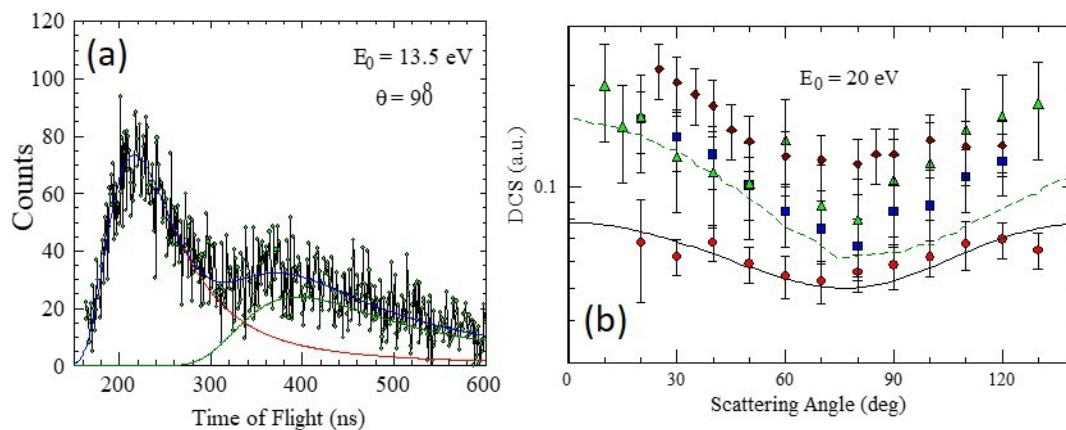 (a)
E₀ = 13.5 eV
θ = 90°
120
100
80
60
40
20
0
Counts
200 300 400 500 600
Time of Flight (ns)
(b)
E₀ = 20 eV
0.1
DCS (a.u.)
0 30 60 90 120
Scattering Angle (deg)